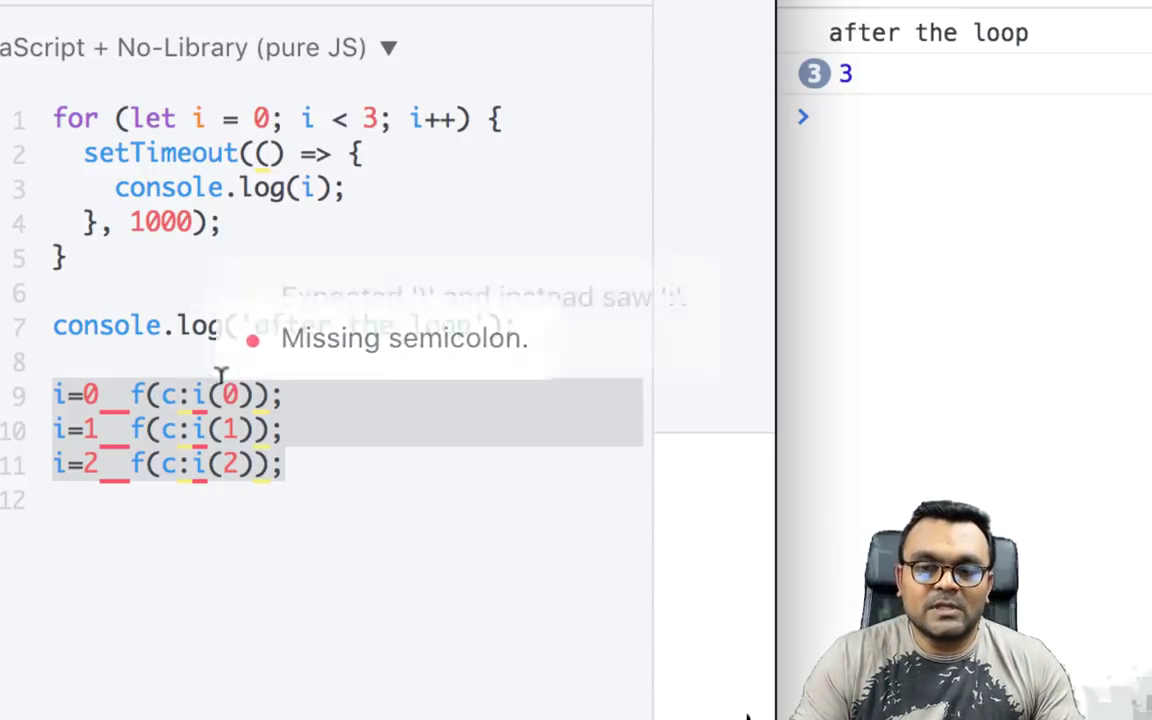 aScript + No-Library (pure JS) ▼
1 for (let i = 0; i < 3; i++) {
2 setTimeout(() => {
3 console.log(i);
4 }, 1000);
5 }
6
Expected ')' and instead saw ':'.
7 console.log('after the loop');
Missing semicolon.
8
9 i=0 f(c:i(0));
10 i=1 f(c:i(1));
11 i=2 f(c:i(2));
12
after the loop
3 3
>